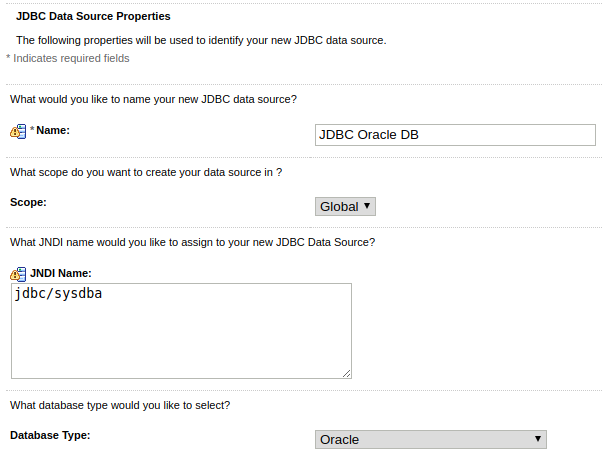 JDBC Data Source Properties
The following properties will be used to identify your new JDBC data source.
* Indicates required fields
What would you like to name your new JDBC data source?
* Name:
JDBC Oracle DB
What scope do you want to create your data source in ?
Scope:
Global
What JNDI name would you like to assign to your new JDBC Data Source?
JNDI Name:
jdbc/sysdba
What database type would you like to select?
Database Type:
Oracle